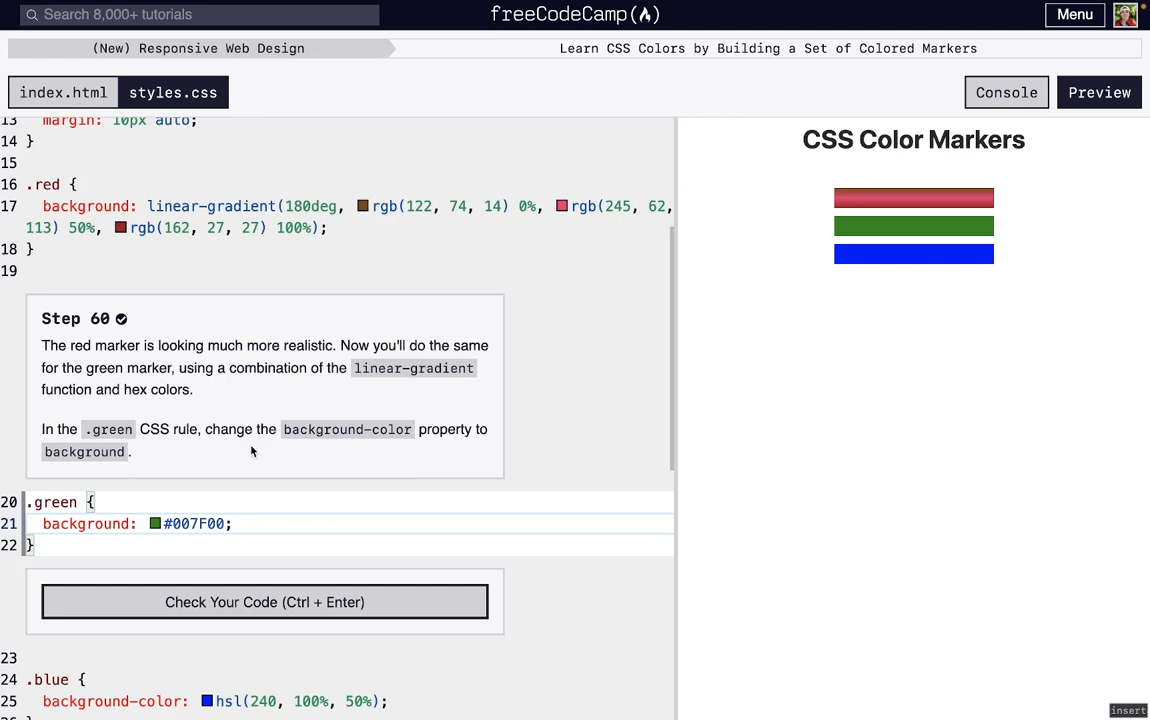 Search 8,000+ tutorials
freeCodeCamp
Menu
(New) Responsive Web Design
Learn CSS Colors by Building a Set of Colored Markers
index.html
styles.css
Console
Preview
13 margin: 10px auto;
14 }
15
16 .red {
17 background: linear-gradient(180deg, rgb(122, 74, 14) 0%, rgb(245, 62,
113) 50%, rgb(162, 27, 27) 100%);
18 }
19
Step 60
The red marker is looking much more realistic. Now you'll do the same
for the green marker, using a combination of the linear-gradient
function and hex colors.
In the .green CSS rule, change the background-color property to
background.
20 .green {
21 background: #007F00;
22 }
Check Your Code (Ctrl + Enter)
23
24 .blue {
25 background-color: hsl(240, 100%, 50%);
CSS Color Markers
insert